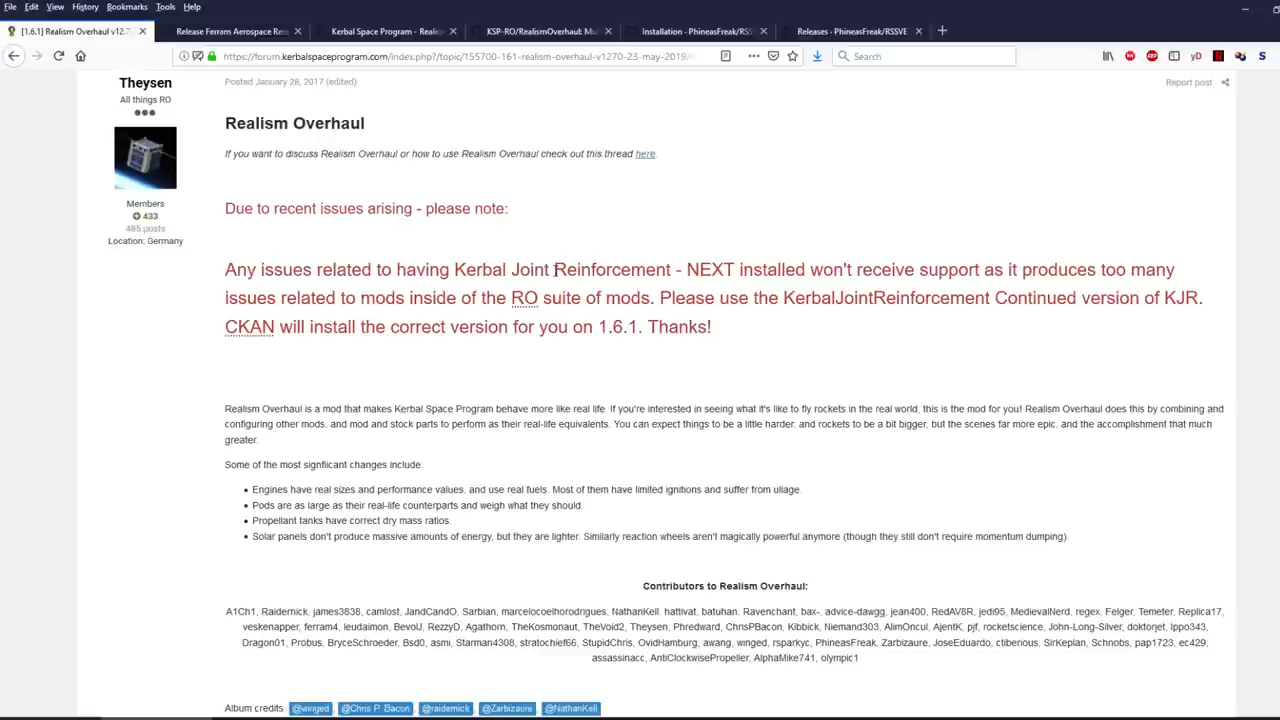 File Edit View History Bookmarks Tools Help
[1.6.1] Realism Overhaul v12.7
Release Ferram Aerospace Res
Kerbal Space Program - Realis
KSP-RO/RealismOverhaul: Mul
Installation - PhineasFreak/RSS
Releases - PhineasFreak/RSSVE
https://forum.kerbalspaceprogram.com/index.php?/topic/155700-161-realism-overhaul-v1270-23-may-2019/
Search
Theysen
Posted January 28, 2017 (edited)
Report post
All things RO
Realism Overhaul
If you want to discuss Realism Overhaul or how to use Realism Overhaul check out this thread here.
Members
433
485 posts
Location: Germany
Due to recent issues arising - please note:
Any issues related to having Kerbal Joint Reinforcement - NEXT installed won't receive support as it produces too many
issues related to mods inside of the RO suite of mods. Please use the KerbalJointReinforcement Continued version of KJR.
CKAN will install the correct version for you on 1.6.1. Thanks!
Realism Overhaul is a mod that makes Kerbal Space Program behave more like real life. If you're interested in seeing what it's like to fly rockets in the real world, this is the mod for you! Realism Overhaul does this by combining and
configuring other mods, and mod and stock parts to perform as their real-life equivalents. You can expect things to be a little harder, and rockets to be a bit bigger, but the scenes far more epic, and the accomplishment that much
greater.
Some of the most signfiicant changes include:
Engines have real sizes and performance values, and use real fuels. Most of them have limited ignitions and suffer from ullage.
Pods are as large as their real-life counterparts and weigh what they should.
Propellant tanks have correct dry mass ratios.
Solar panels don't produce massive amounts of energy, but they are lighter. Similarly reaction wheels aren't magically powerful anymore (though they still don't require momentum dumping).
Contributors to Realism Overhaul:
A1Ch1, Raidernick, james3838, camlost, JandCandO, Sarbian, marcelocoelhorodrigues, NathanKell, hattivat, batuhan, Ravenchant, bax-, advice-dawgg, jean400, RedAV8R, jedi95, MedievalNerd, regex, Felger, Temeter, Replica17,
veskenapper, ferram4, ieudaimon, BevoIJ, RezzyD, Agathorn, TheKosmonaut, TheVoid2, Theysen, Phredward, ChrisPBacon, Kibbick, Niemand303, AlimOncul, AjentK, pjf, rocketscience, John-Long-Silver, doktorjet, Ippo343,
Dragon01, Probus, BryceSchroeder, Bsd0, asmi, Starman4308, stratochief66, StupidChris, OvidHamburg, awang, winged, rsparkyc, PhineasFreak, Zarbizaure, JoseEduardo, ctiberious, SirKeplan, Schnobs, pap1723, ec429,
assassinacc, AntiClockwisePropeller, AlphaMike741, olympic1
Album credits @winged, @Chris P. Bacon, @raidernick, @Zarbizaure, @NathanKell